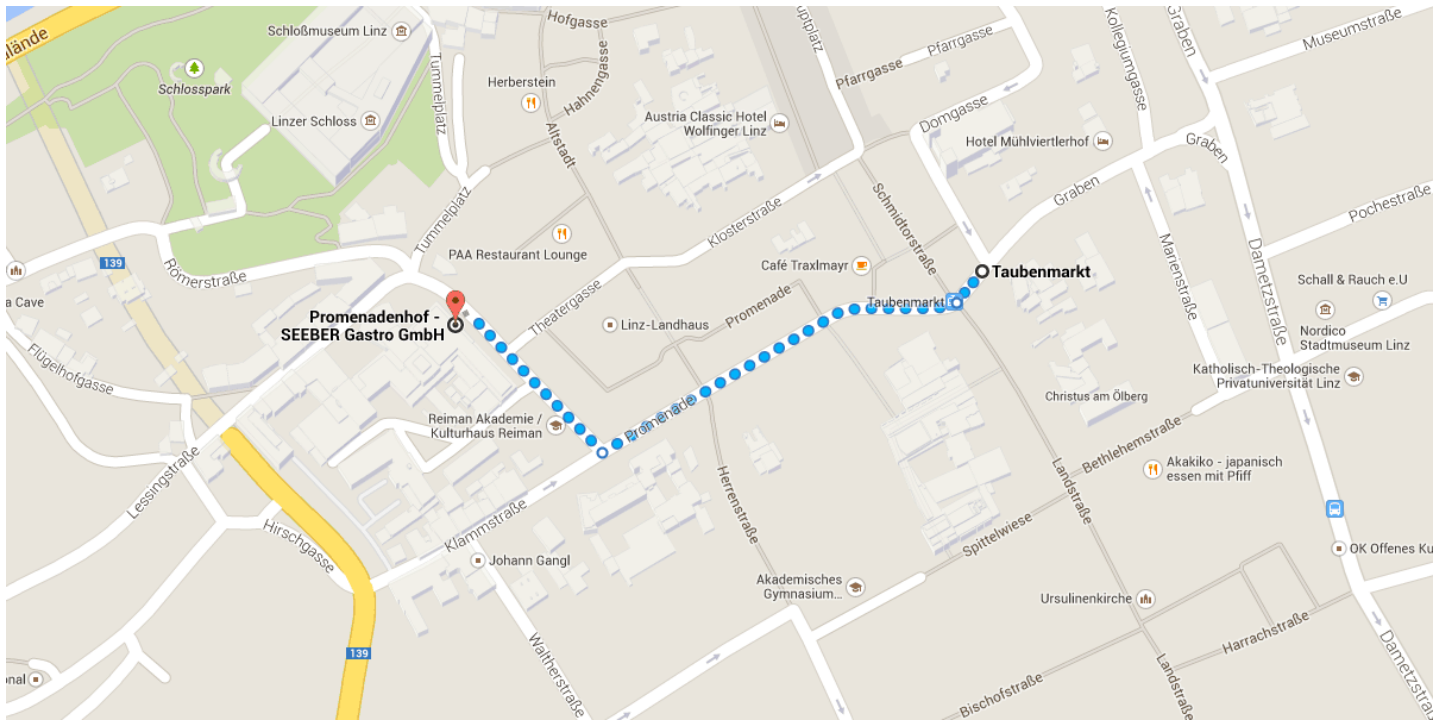 lände
Schloßmuseum Linz
Schlosspark
Linzer Schloss
Tummelplatz
Hofgasse
Hahnengasse
Herberstein
Altstadt
Austria Classic Hotel
Wolfinger Linz
Pfarrgasse
Pfarrgasse
Domgasse
Kollegiumgasse
Graben
Museumstraße
Hotel Mühlviertlerhof
Graben
Graben
Pochestraße
Dametzstraße
Marienstraße
Schmidtorstraße
Klosterstraße
Tummelplatz
PAA Restaurant Lounge
Café Traxlmayr
Taubenmarkt
Taubenmarkt
139
Römerstraße
a Cave
Promenadenhof -
SEEBER Gastro GmbH
Theatergasse
Linz-Landhaus
Promenade
Schall & Rauch e.U
Nordico
Stadtmuseum Linz
Katholisch-Theologische
Privatuniversität Linz
Flügelhofgasse
Reiman Akademie /
Kulturhaus Reiman
Promenade
Christus am Ölberg
Bethlehemstraße
Akakiko - japanisch
essen mit Pfiff
Lessingstraße
Hirschgasse
Klammstraße
Herrenstraße
Landstraße
Spittelwiese
OK Offenes Ku
Johann Gangl
Akademisches
Gymnasium...
Ursulinenkirche
Harrachstraße
Waltherstraße
139
onal
Bischofstraße
Landstraße
Dametzstraße